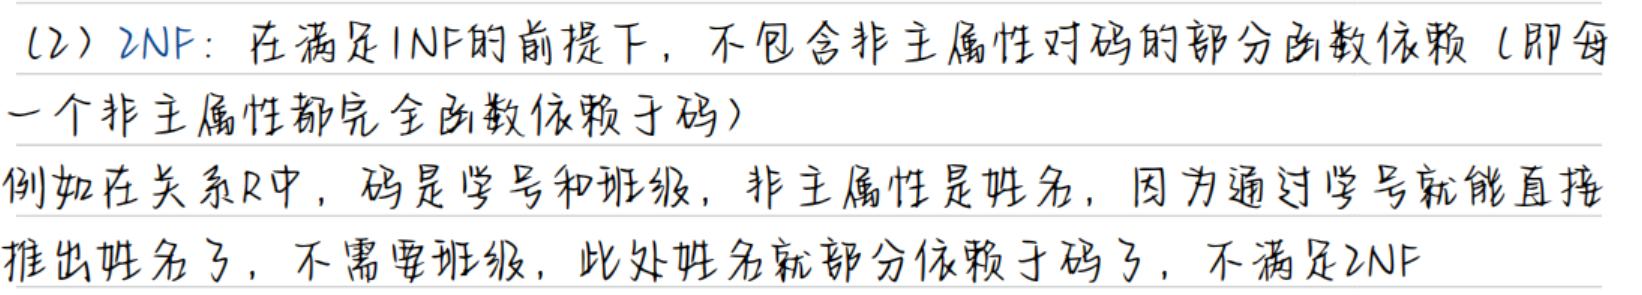 (2) 2NF: 在满足1NF的前提下, 不包含非主属性对码的部分函数依赖 (即每
一个非主属性都完全函数依赖于码)
例如在关系R中, 码是学号和班级, 非主属性是姓名, 因为通过学号就能直接
推出姓名了, 不需要班级, 此处姓名就部分依赖于码了, 不满足2NF